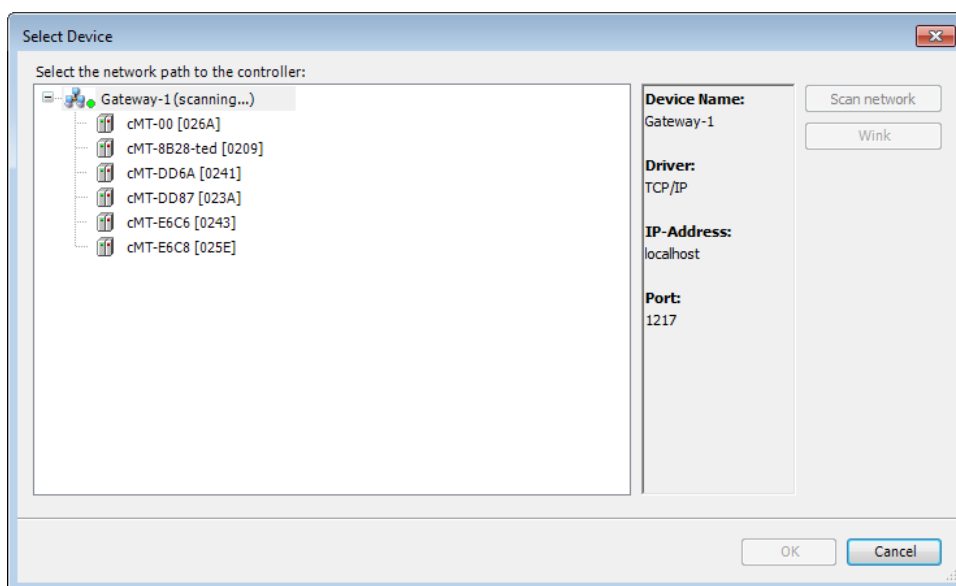 Select Device
Select the network path to the controller:
Gateway-1 (scanning...)
cMT-00 [026A]
cMT-8B28-ted [0209]
cMT-DD6A [0241]
cMT-DD87 [023A]
cMT-E6C6 [0243]
cMT-E6C8 [025E]
Device Name:
Gateway-1
Driver:
TCP/IP
IP-Address:
localhost
Port:
1217
Scan network
Wink
OK
Cancel